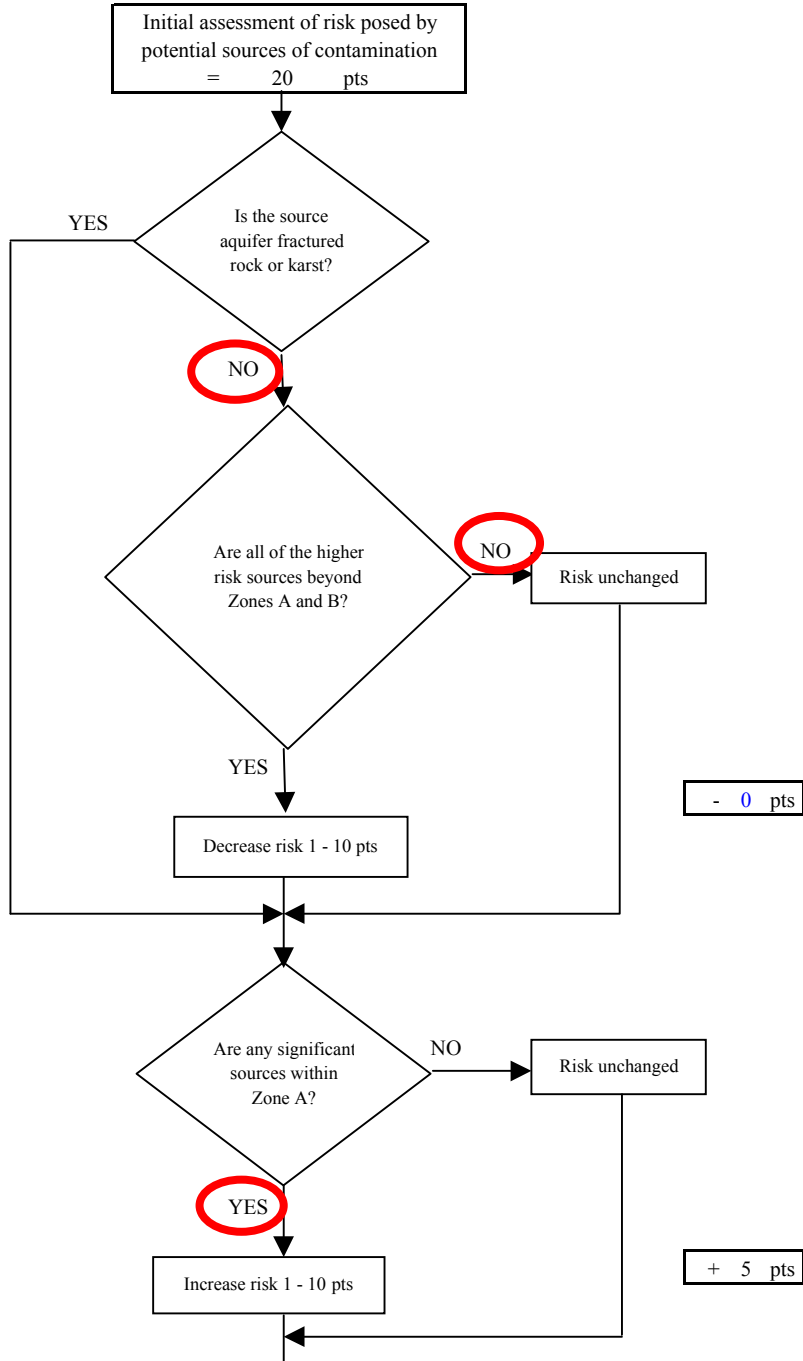 Initial assessment of risk posed by
potential sources of contamination
= 20 pts
YES
Is the source
aquifer fractured
rock or karst?
NO
Are all of the higher
risk sources beyond
Zones A and B?
NO
Risk unchanged
YES
- 0 pts
Decrease risk 1 - 10 pts
Are any significant
sources within
Zone A?
NO
Risk unchanged
YES
Increase risk 1 - 10 pts
+ 5 pts